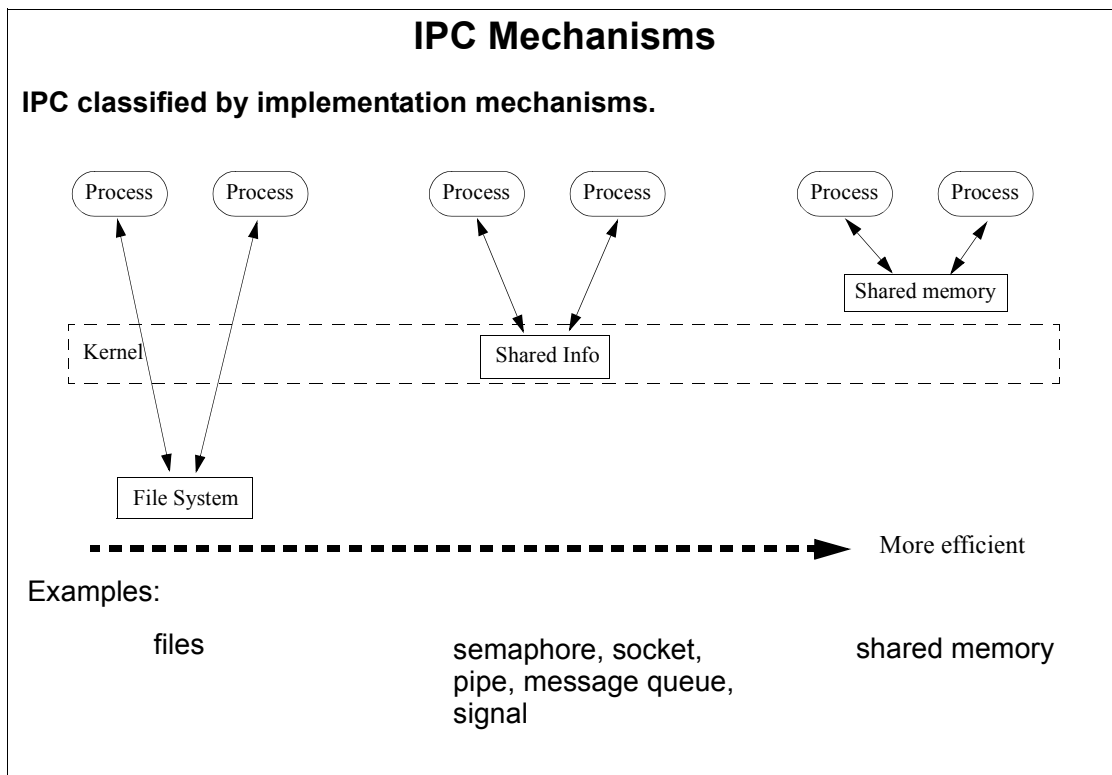 IPC Mechanisms
IPC classified by implementation mechanisms.
Process
Process
Process
Process
Process
Process
Shared memory
Kernel
Shared Info
File System
More efficient
Examples:
files
semaphore, socket,
pipe, message queue,
signal
shared memory